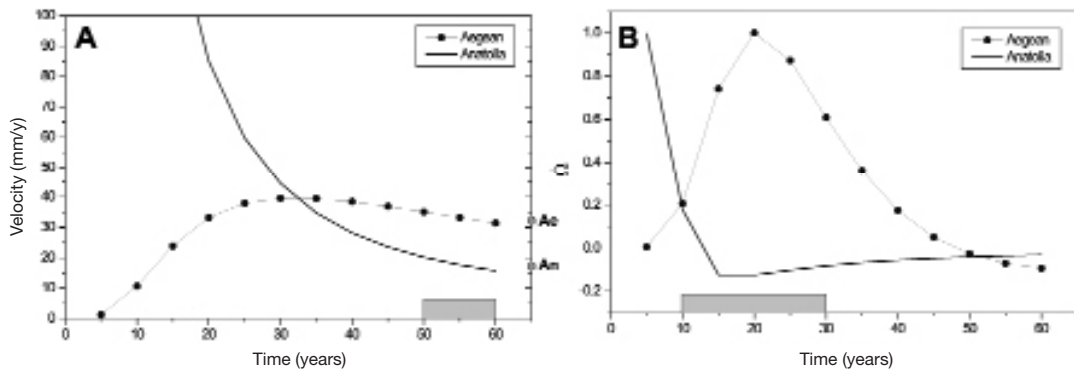 A
Aegean
Anatolia
Velocity (mm/y)
100
90
80
70
60
50
40
30
20
10
0
Ae
An
0 10 20 30 40 50 60
Time (years)
B
Aegean
Anatolia
Ω
1.0
0.8
0.6
0.4
0.2
0.0
-0.2
0 10 20 30 40 50 60
Time (years)